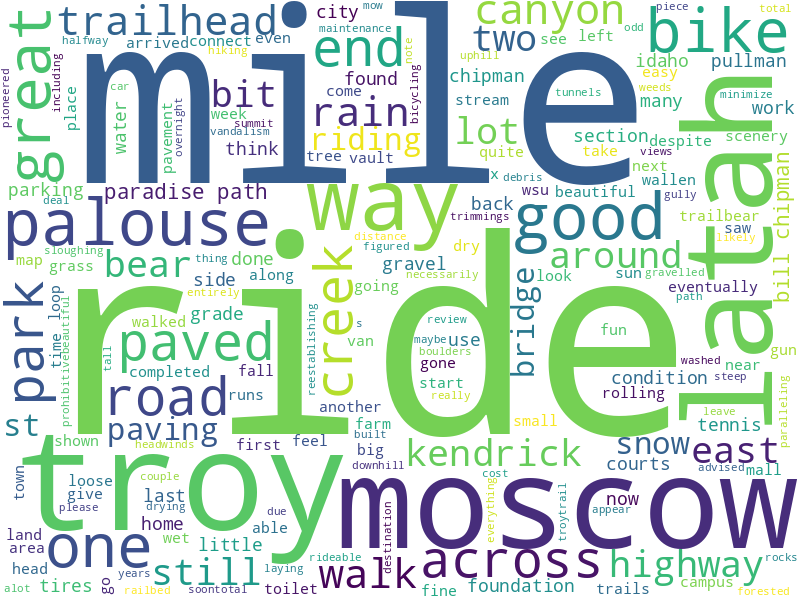 pioneered
great
including
halfway
trailhead
arrived
connect
even
city
mow
maintenance
hiking
uphill
note
bicycling
end
canyon
two
see
left
odd
piece
bike
total
idaho
pullman
mile
place
water
pavement
overnight
car
week
vandalism
summit
think
bit
found
come
rain
riding
tree
vault
chipman
stream
lot
quite
easy
many
tunnels
weeds
minimize
work
section
take
despite
scenery
views
parking
paradise path
way
x
debris
wsu
beautiful
next
wallen
gully
trailbear
latah
bill chipman
palouse
deal
sloughing
map
grass
bear
thing
done
side
along
entirely
distance
figured
necessarily
dry
gravel
going
back
trimmings
good
saw
likely
around
look
sun
gravelled
eventually
path
park
time loop
prohibitivebeautiful
tall
walked
grade
paved
creek
reestablishing
s
van
review
maybe
boulders
use
gone
bridge
fun
near
gun
paralleling
ride
completed
fall
road
runs
another
really
start
washed
steep
condition
rolling
leave
small
st
paving
shown
headwinds
first
feel
farm
built
big
downhill
kendrick
snow
courts
tennis
east
advised
mall
town
loose
give
please
couple
troy
last
drying
home
due
able
cost
everything
troytrail
now
appear
moscow
land
area
head
years
one
wet
little
laying
rideable
destination
across
highway
campus
rocks
alot
tires
go
railbed
still
soontotal
toilet
walk
fine
foundation
trails
forested